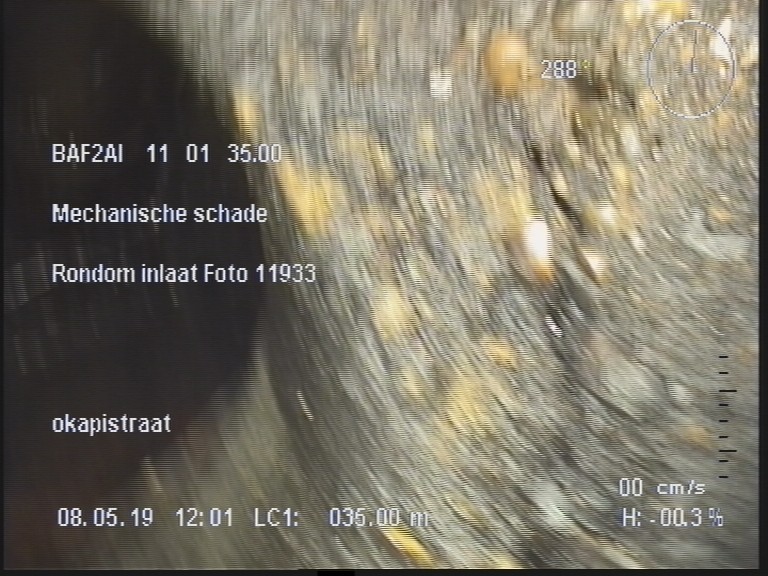 288°
BAF2AI 11 01 35.00
Mechanische schade
Rondom inlaat Foto 11933
okapistraat
00 cm/s
08.05.19 12:01 LC1: 035.00 m H: -00.3 %